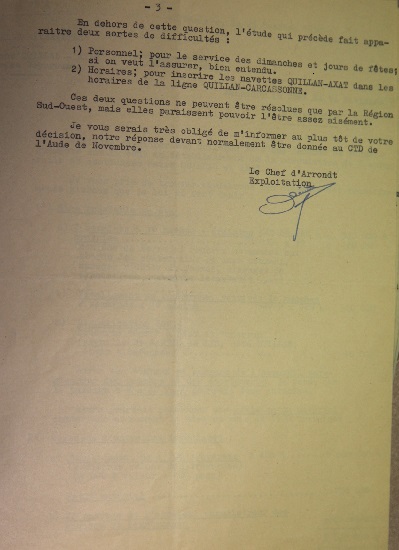 - 3 -
En dehors de cette question, l'étude qui précède fait appa-
raître deux sortes de difficultés :
1) Personnel; pour le service des dimanches et jours de fêtes;
si on veut l'assurer, bien entendu.
2) Horaires; pour inscrire les navettes QUILLAN-AXAT dans les
horaires de la ligne QUILLAN-CARCASSONNE.
Ces deux questions ne peuvent être résolues que par la Région
Sud-Ouest, mais elles paraissent pouvoir l'être assez aisément.
Je vous serais très obligé de m'informer au plus tôt de votre
décision, notre réponse devant normalement être donnée au CTD de
l'Aude de Novembre.
Le Chef d'Arrondt
Exploitation,